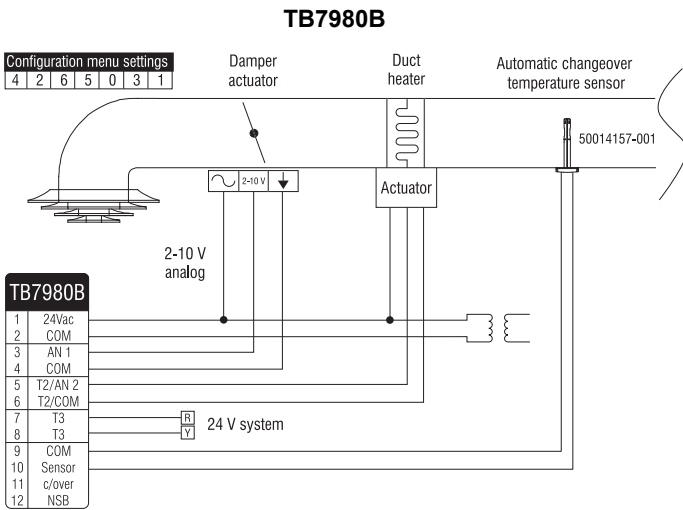 TB7980B
Configuration menu settings
4 2 6 5 0 3 1
Damper
actuator
Duct
heater
Automatic changeover
temperature sensor
50014157-001
2-10 V
Actuator
2-10 V
analog
TB7980B
1 24Vac
2 COM
3 AN 1
4 COM
5 T2/AN 2
6 T2/COM
7 T3
8 T3
9 COM
10 Sensor
11 c/over
12 NSB
R
Y
24 V system